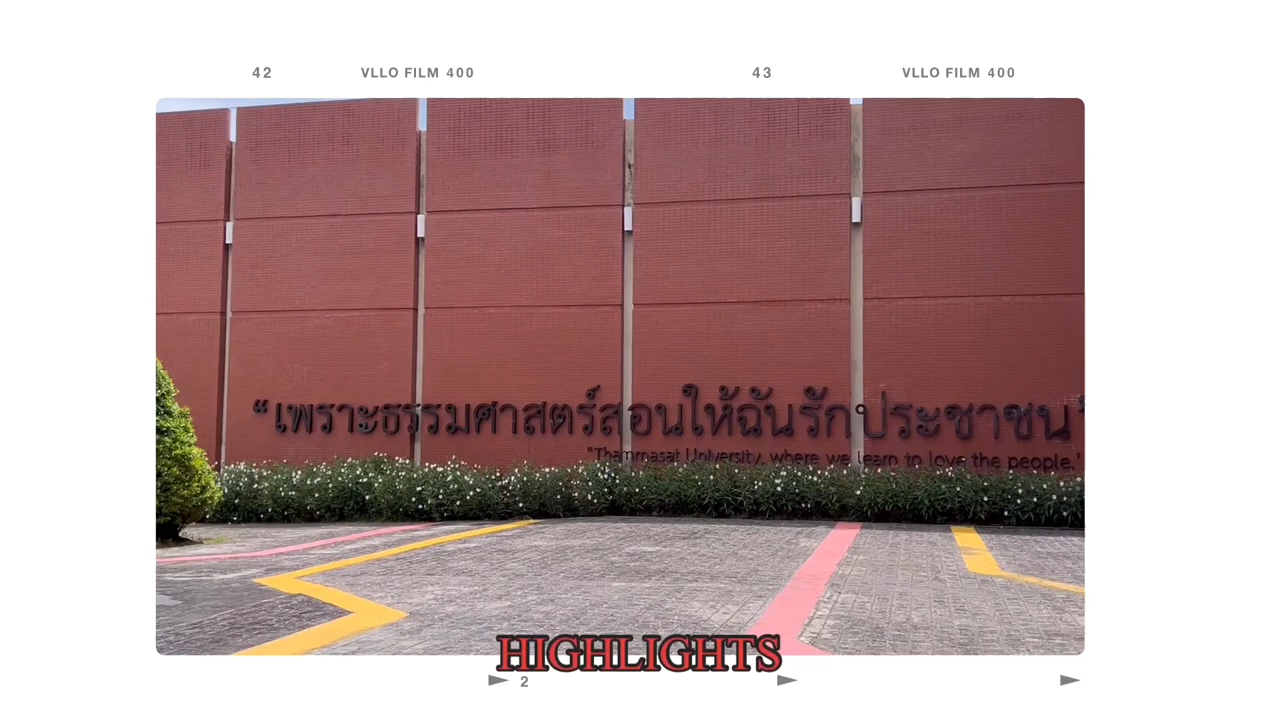 42 VLLO FILM 400 43 VLLO FILM 400
“เพราะธรรมศาสตร์สอนให้ฉันรักประชาชน”
"Thammasat University, where we learn to love the people."
HIGHLIGHTS
2